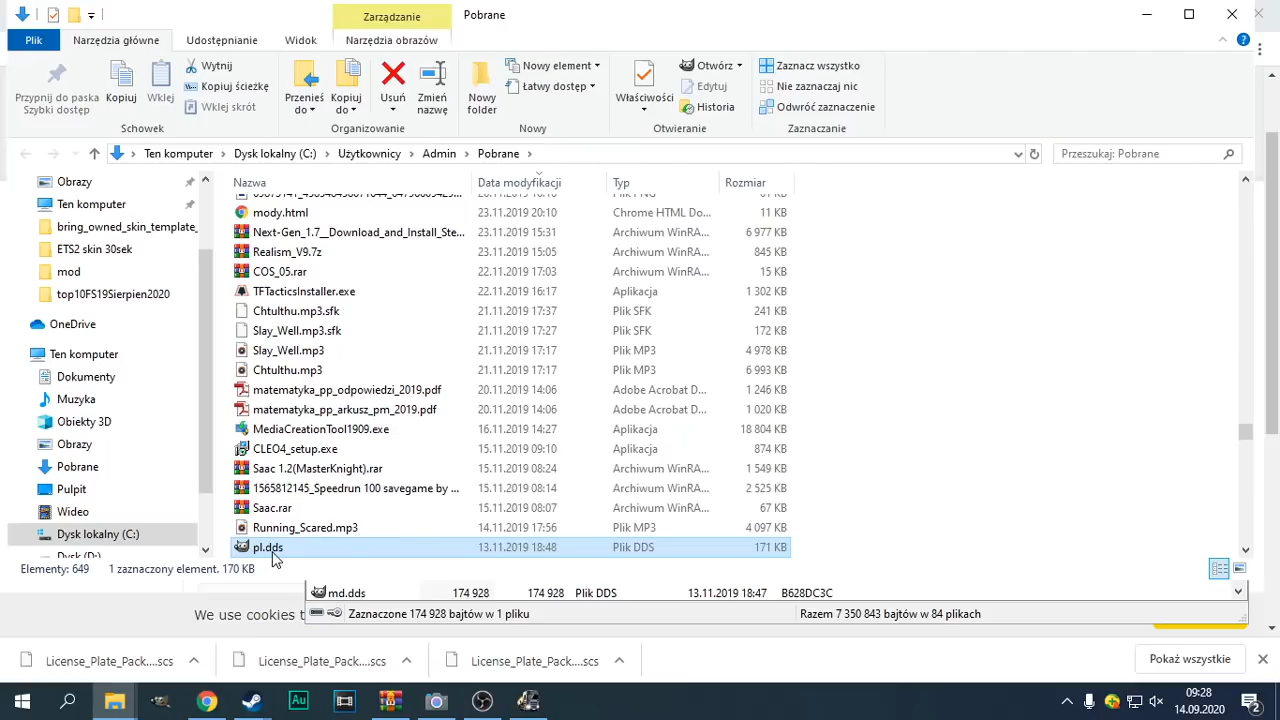 Zarządzanie
Pobrane
Plik
Narzędzia główne
Udostępnianie
Widok
Narzędzia obrazów
Przypnij do paska
Szybki dostęp
Kopiuj
Wklej
Wytnij
Kopiuj ścieżkę
Wklej skrót
Schowek
Przenieś
do
Kopiuj
do
Usuń
Zmień
nazwę
Organizowanie
Nowy
folder
Nowy element
Łatwy dostęp
Nowy
Właściwości
Otwórz
Edytuj
Historia
Otwieranie
Zaznacz wszystko
Nie zaznaczaj nic
Odwróć zaznaczenie
Zaznaczanie
Ten komputer
Dysk lokalny (C:)
Użytkownicy
Admin
Pobrane
Przeszukaj: Pobrane
Obrazy
Ten komputer
bring_owned_skin_template_
ETS2 skin 30sek
mod
top10FS19Sierpien2020
OneDrive
Ten komputer
Dokumenty
Muzyka
Obiekty 3D
Obrazy
Pobrane
Pulpit
Wideo
Dysk lokalny (C:)
Dysk (D:)
Nazwa Data modyfikacji Typ Rozmiar
mody.html 23.11.2019 20:10 Chrome HTML Do... 11 KB
Next-Gen_1.7__Download_and_Install_Ste... 23.11.2019 15:31 Archiwum WinRA... 6 977 KB
Realism_V9.7z 23.11.2019 15:05 Archiwum WinRA... 845 KB
COS_05.rar 22.11.2019 17:03 Archiwum WinRA... 15 KB
TFTacticsInstaller.exe 22.11.2019 16:17 Aplikacja 1 302 KB
Chtulthu.mp3.sfk 21.11.2019 17:37 Plik SFK 241 KB
Slay_Well.mp3.sfk 21.11.2019 17:27 Plik SFK 172 KB
Slay_Well.mp3 21.11.2019 17:17 Plik MP3 4 978 KB
Chtulthu.mp3 21.11.2019 17:17 Plik MP3 6 993 KB
matematyka_pp_odpowiedzi_2019.pdf 20.11.2019 14:06 Adobe Acrobat D... 1 246 KB
matematyka_pp_arkusz_pm_2019.pdf 20.11.2019 14:06 Adobe Acrobat D... 1 020 KB
MediaCreationTool1909.exe 16.11.2019 14:27 Aplikacja 18 804 KB
CLEO4_setup.exe 15.11.2019 09:10 Aplikacja 874 KB
Saac 1.2(MasterKnight).rar 15.11.2019 08:24 Archiwum WinRA... 1 549 KB
1565812145_Speedrun 100 savegame by ... 15.11.2019 08:14 Archiwum WinRA... 2 525 KB
Saac.rar 15.11.2019 08:07 Archiwum WinRA... 67 KB
Running_Scared.mp3 14.11.2019 17:56 Plik MP3 4 097 KB
pl.dds 13.11.2019 18:48 Plik DDS 171 KB
Elementy: 649 1 zaznaczony element. 170 KB
md.dds 174 928 174 928 Plik DDS 13.11.2019 18:47 B628DC3C
We use cookies t
Zaznaczone 174 928 bajtów w 1 pliku Razem 7 350 843 bajtów w 84 plikach
License_Plate_Pack....scs License_Plate_Pack....scs License_Plate_Pack....scs Pokaż wszystkie
Au
09:28
14.09.2020
2